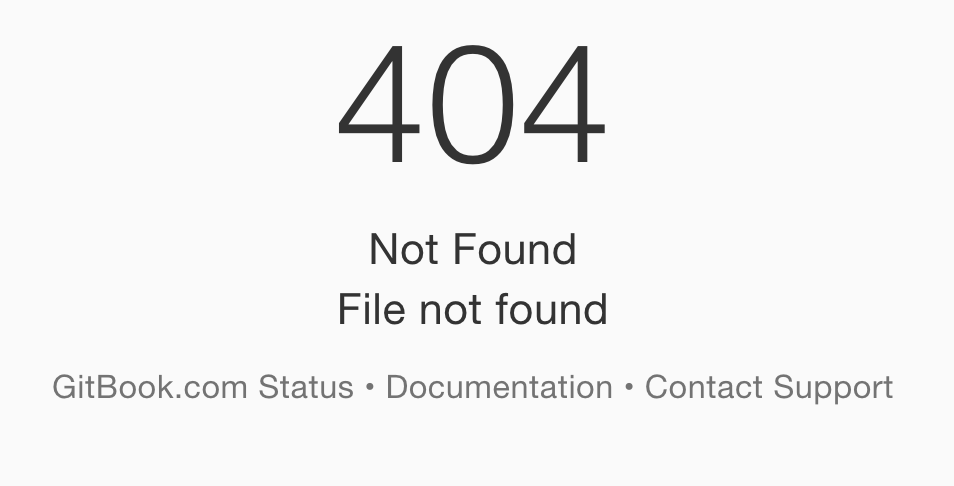 404
Not Found
File not found
GitBook.com Status • Documentation • Contact Support